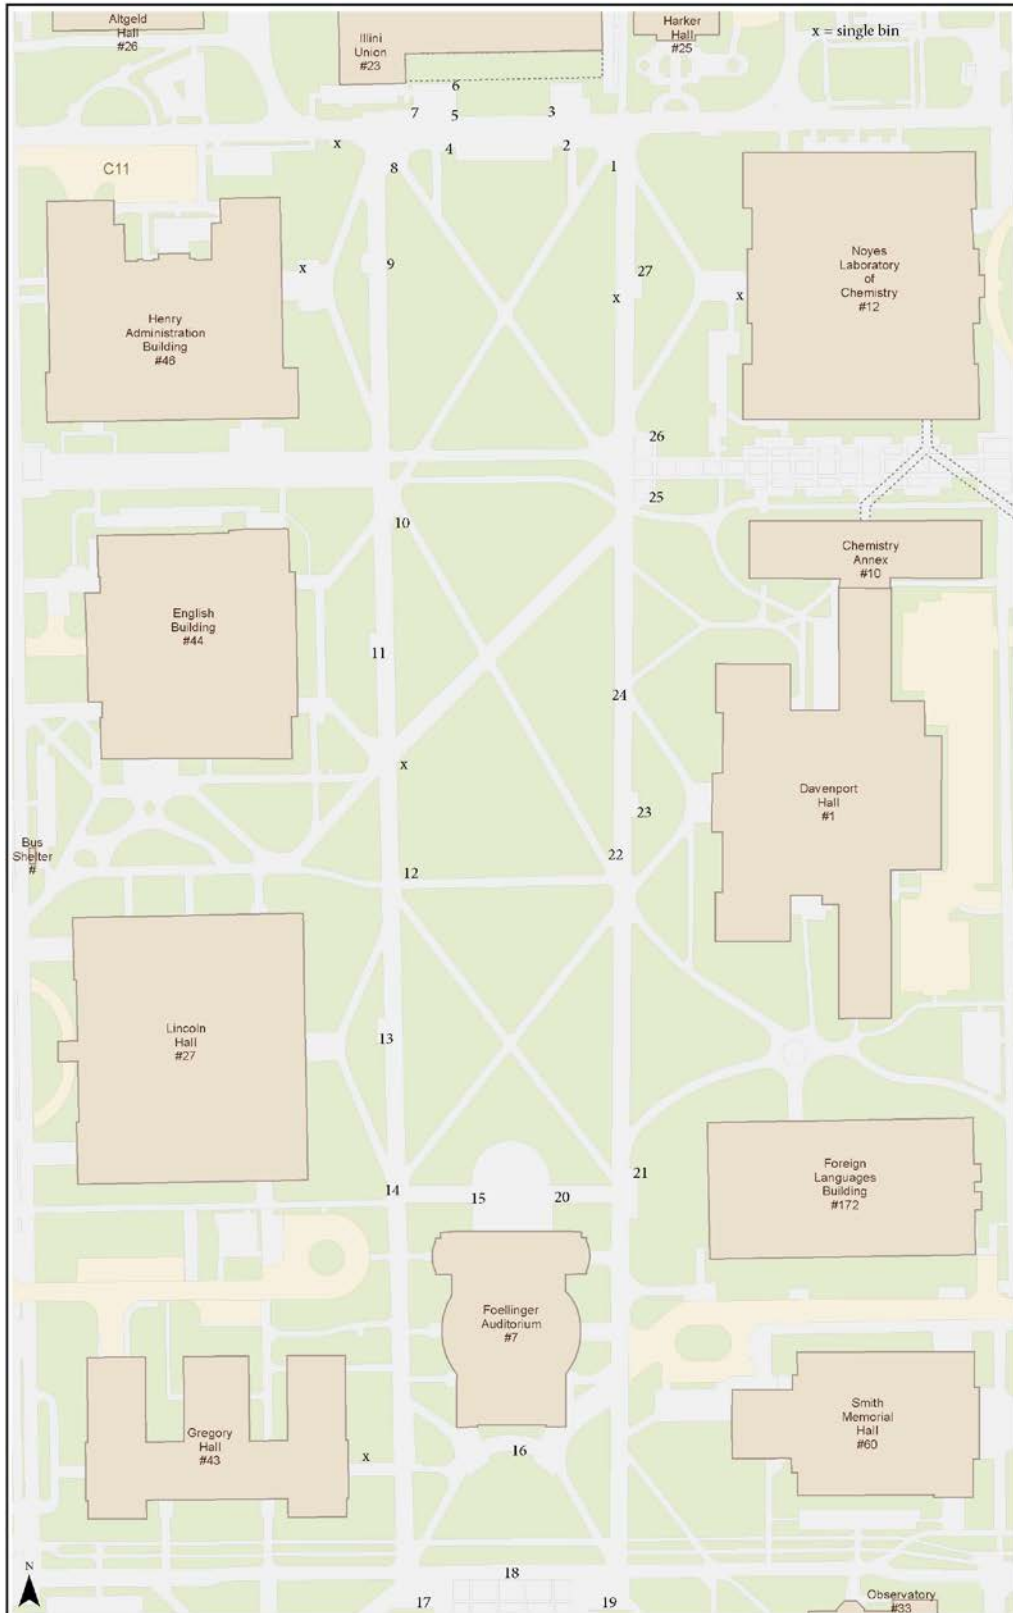 Altgeld
Hall
#26
Illini
Union
#23
Harker
Hall
#25
x = single bin
6
7
5
3
x
4
2
8
1
C11
x
9
27
x
x
Noyes
Laboratory
of
Chemistry
#12
Henry
Administration
Building
#46
26
25
10
Chemistry
Annex
#10
English
Building
#44
11
24
x
Davenport
Hall
#1
23
Bus
Shelter
#
22
12
Lincoln
Hall
#27
13
21
14
15
20
Foreign
Languages
Building
#172
Foellinger
Auditorium
#7
Smith
Memorial
Hall
#60
Gregory
Hall
#43
x
16
N
18
17
19
Observatory
#33